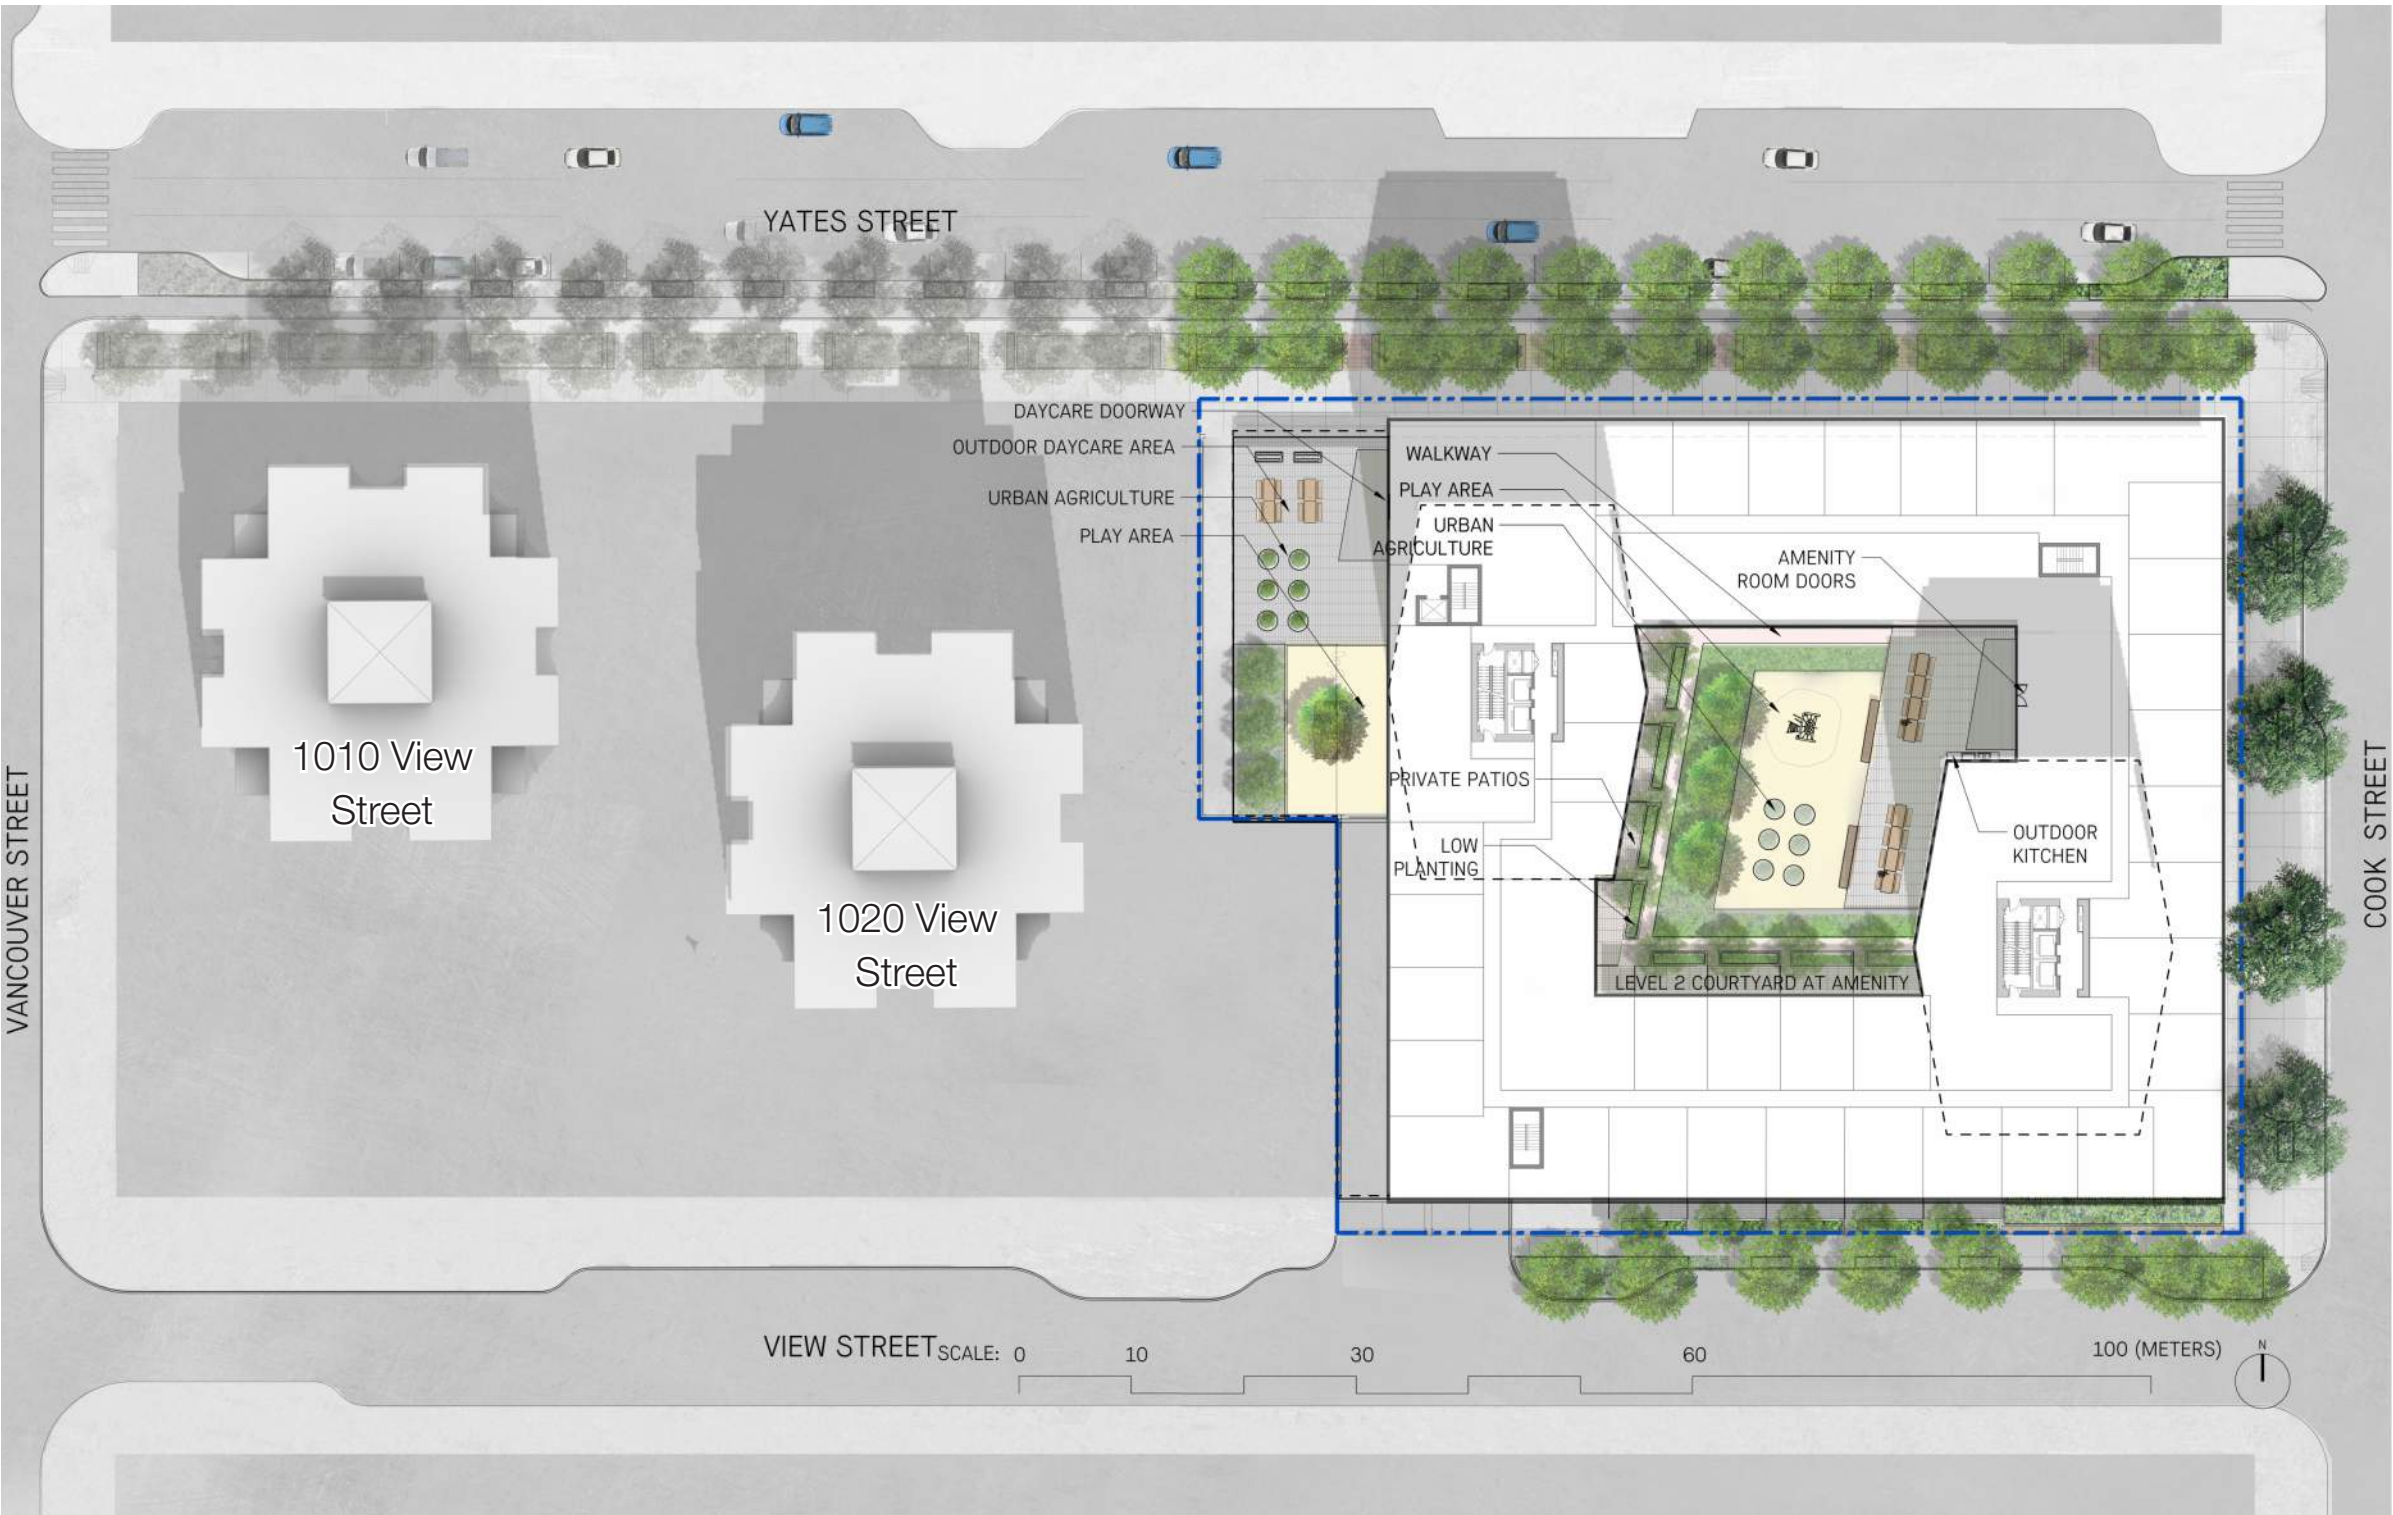 YATES STREET
DAYCARE DOORWAY
OUTDOOR DAYCARE AREA
URBAN AGRICULTURE
PLAY AREA
WALKWAY
PLAY AREA
URBAN
AGRICULTURE
AMENITY
ROOM DOORS
1010 View
Street
1020 View
Street
PRIVATE PATIOS
LOW
PLANTING
OUTDOOR
KITCHEN
LEVEL 2 COURTYARD AT AMENITY
VANCOUVER STREET
COOK STREET
VIEW STREET
SCALE: 0 10 30 60 100 (METERS)
N